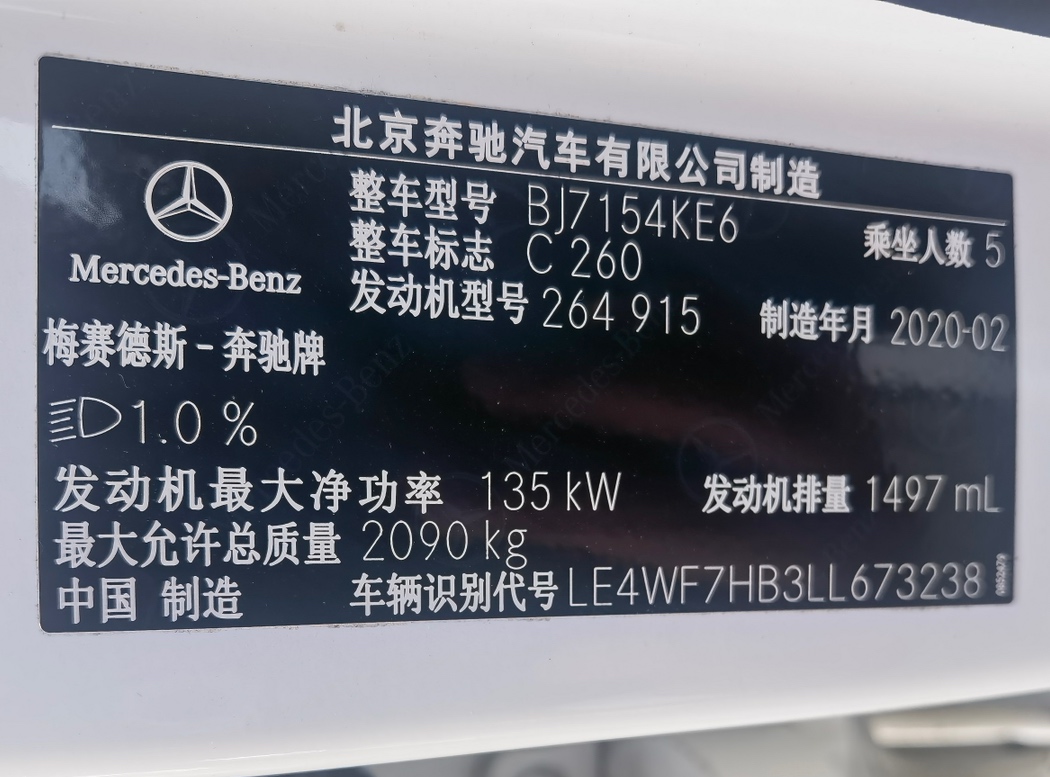 北京奔驰汽车有限公司制造
整车型号 BJ7154KE6 乘坐人数 5
整车标志 C 260
Mercedes-Benz
发动机型号 264 915 制造年月 2020-02
梅赛德斯-奔驰牌
1.0 %
发动机最大净功率 135 kW 发动机排量 1497 mL
最大允许总质量 2090 kg
中国 制造 车辆识别代号 LE4WF7HB3LL673238